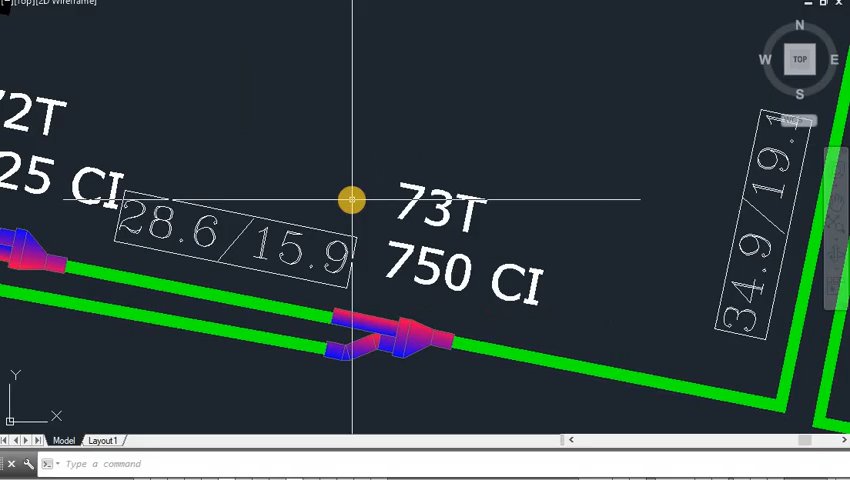 [−][Top][2D Wireframe]
N
W
TOP
E
S
72T
25 CI
28.6/15.9
73T
750 CI
34.9/19.1
Y
X
Model
Layout1
Type a command